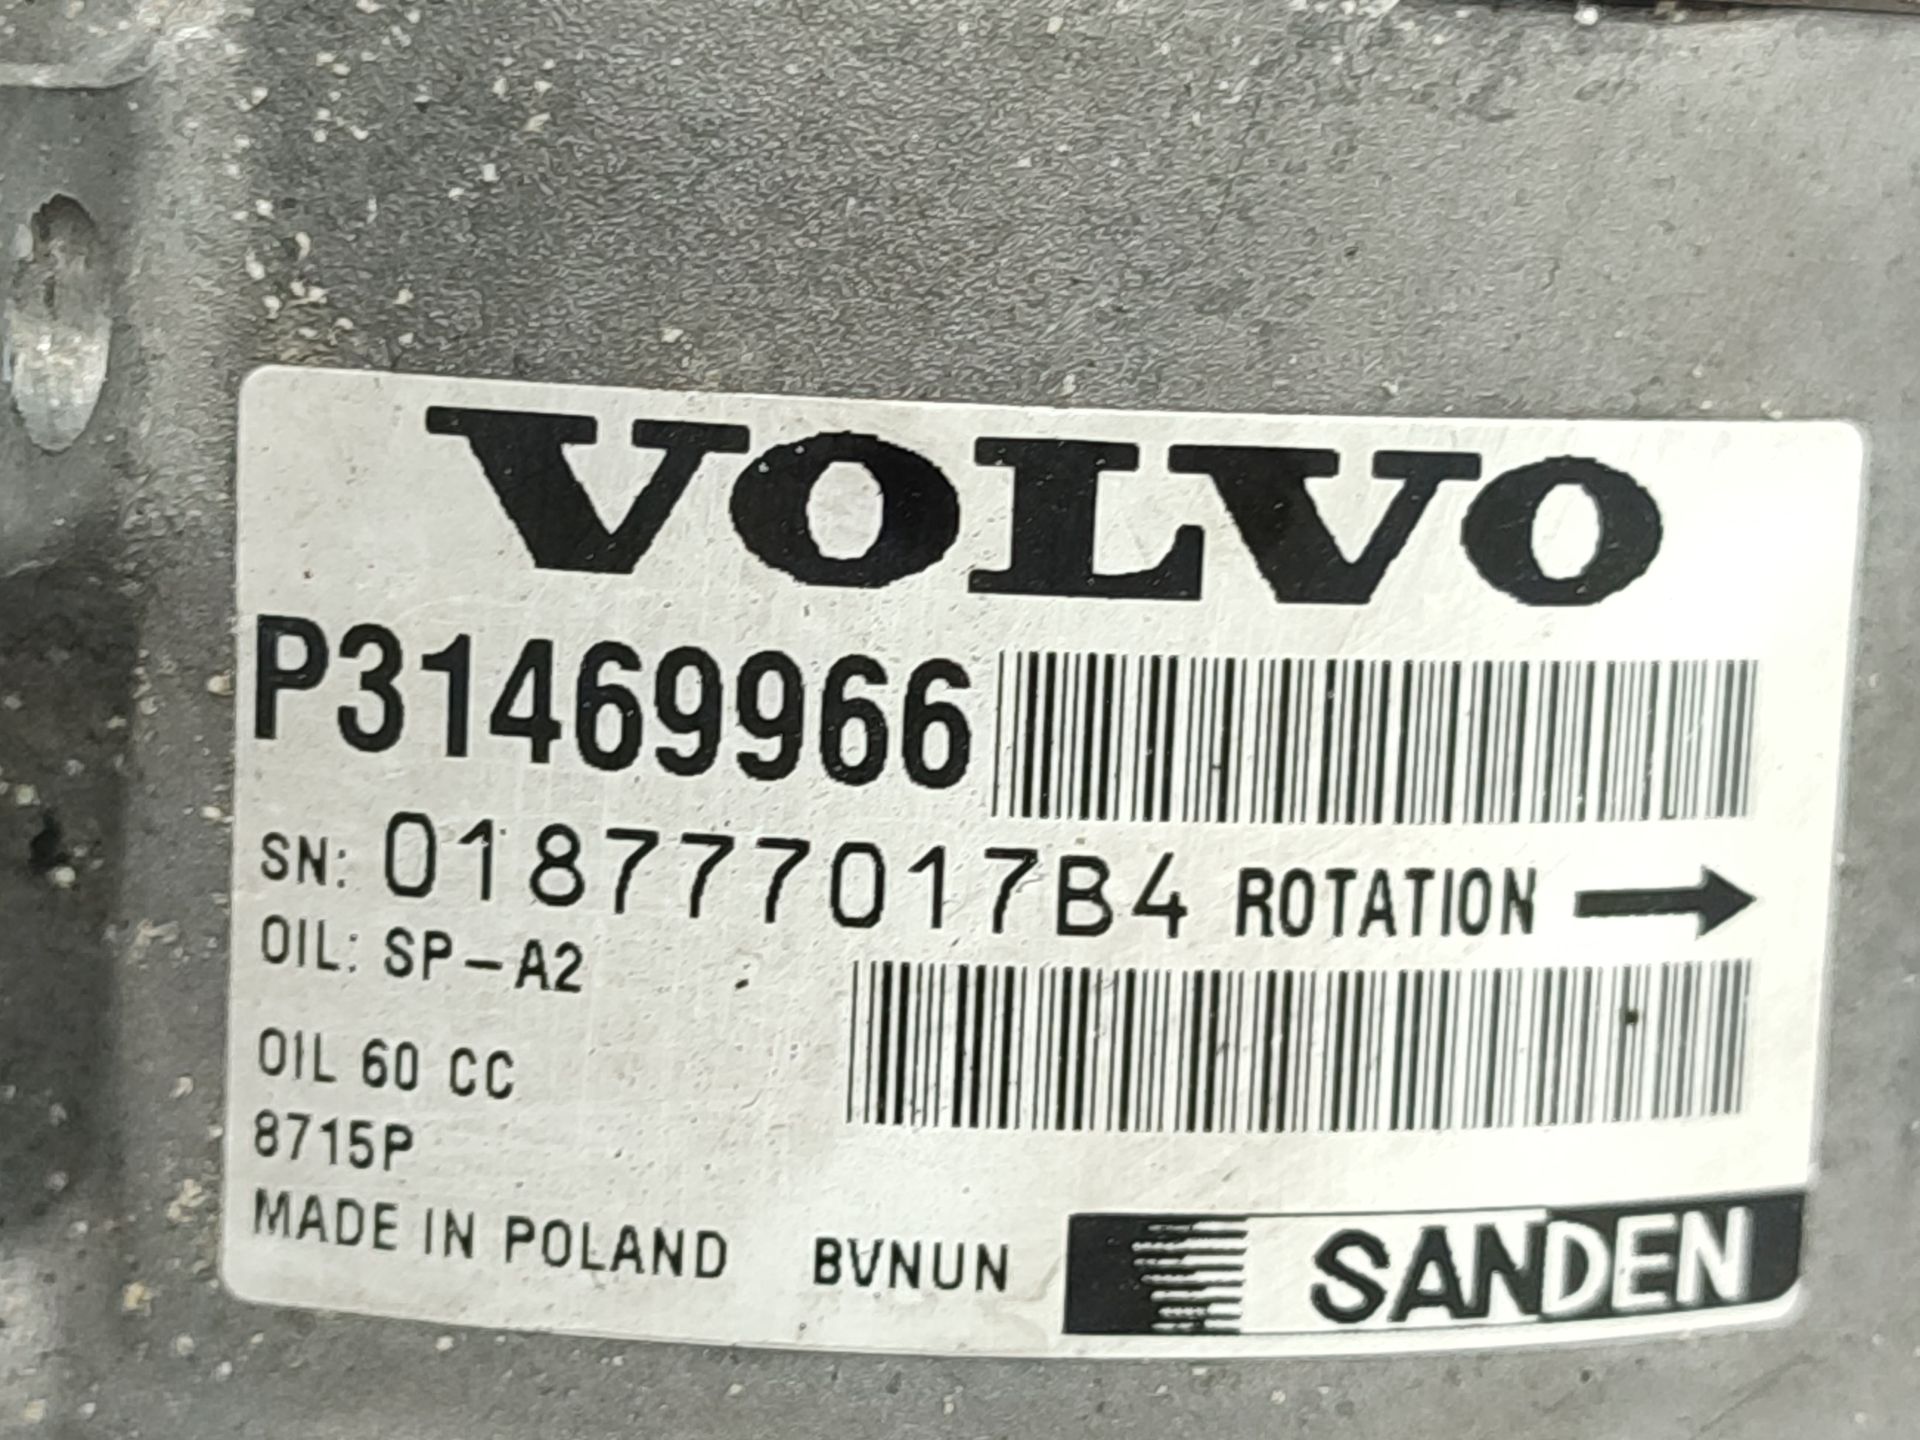 VOLVO
P31469966
SN: 018777017B4 ROTATION →
OIL: SP-A2
OIL 60 CC
8715P
MADE IN POLAND BVNUN SANDEN